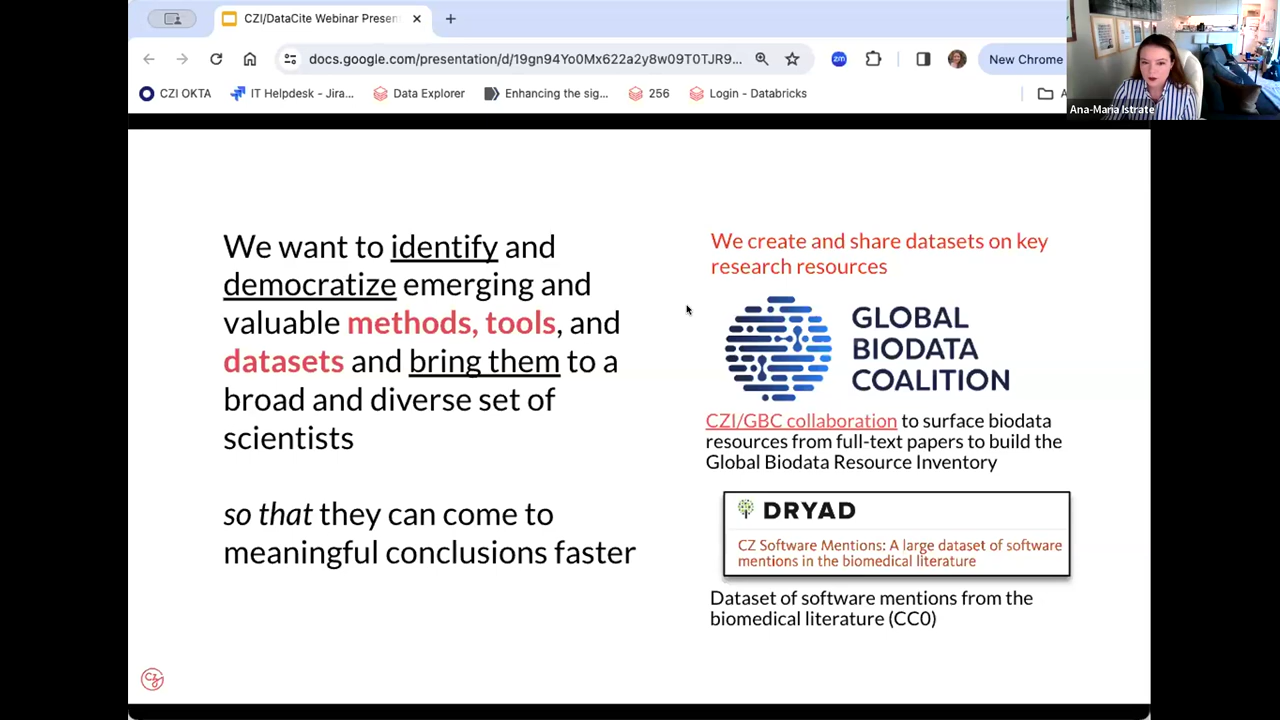 CZI/DataCite Webinar Presen
docs.google.com/presentation/d/19gn94Yo0Mx622a2y8w09T0TJR9...
New Chrome
CZI OKTA
IT Helpdesk - Jira...
Data Explorer
Enhancing the sig...
256
Login - Databricks
Ana-Maria Istrate
We want to identify and
democratize emerging and
valuable methods, tools, and
datasets and bring them to a
broad and diverse set of
scientists
so that they can come to
meaningful conclusions faster
We create and share datasets on key
research resources
GLOBAL
BIODATA
COALITION
CZI/GBC collaboration to surface biodata
resources from full-text papers to build the
Global Biodata Resource Inventory
DRYAD
CZ Software Mentions: A large dataset of software
mentions in the biomedical literature
Dataset of software mentions from the
biomedical literature (CC0)
CZI